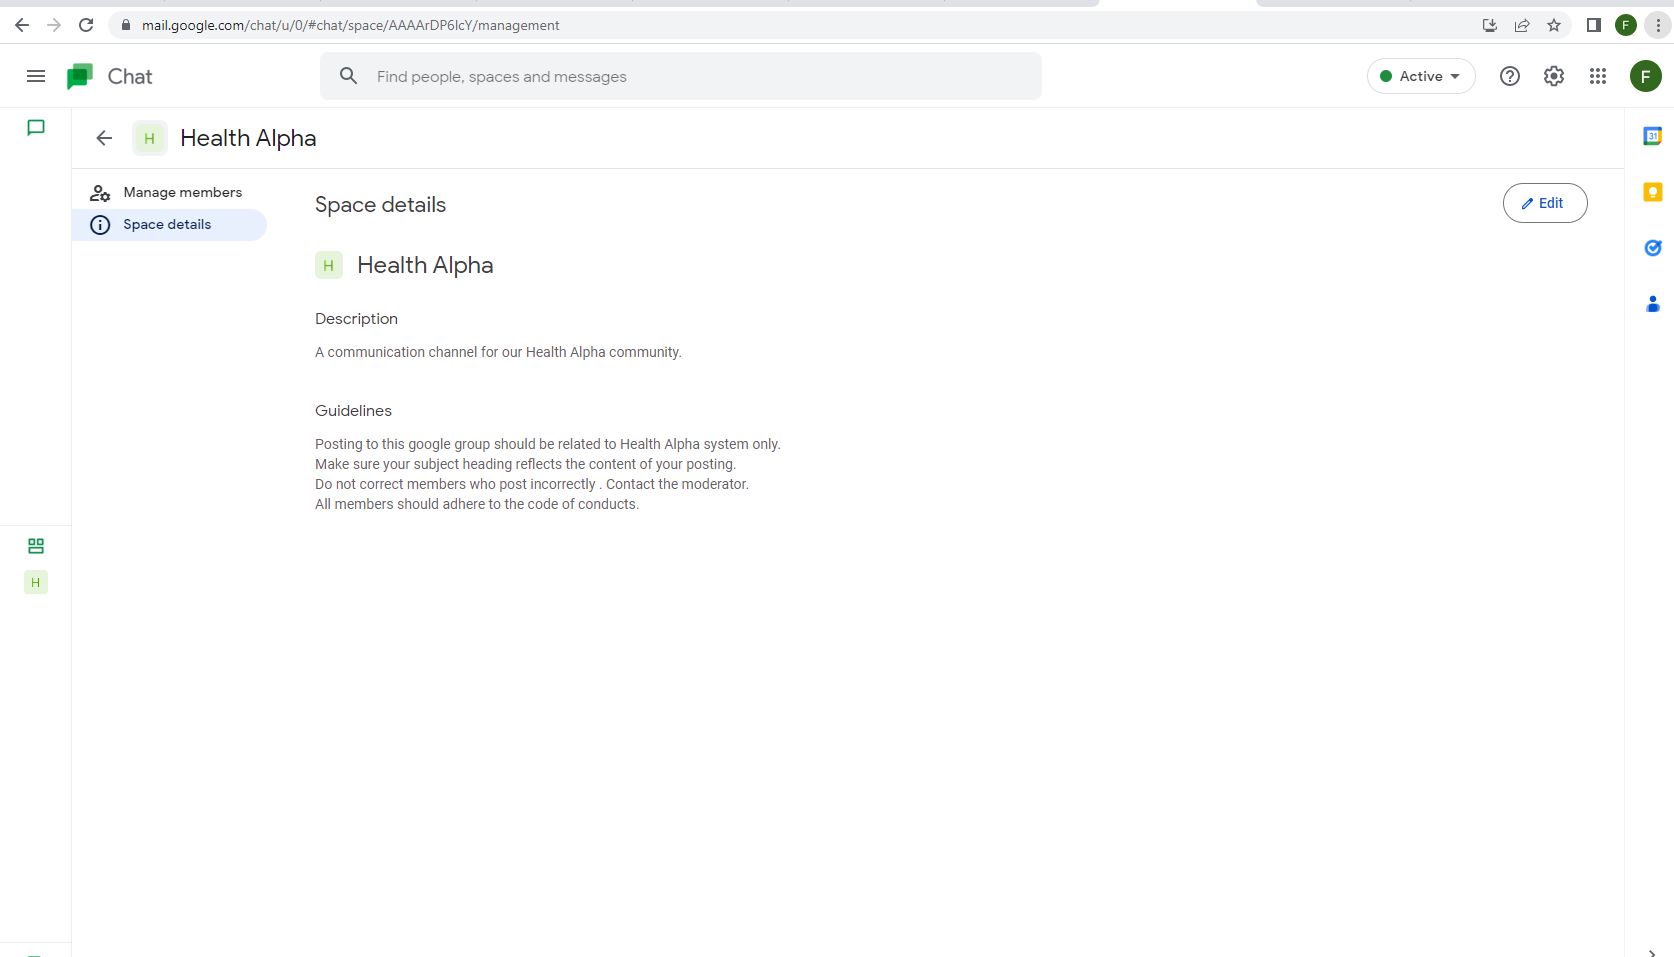 mail.google.com/chat/u/0/#chat/space/AAAArDP6lcY/management
F
Chat
Find people, spaces and messages
Active
F
H
Health Alpha
31
Manage members
Space details
Space details
Edit
H
Health Alpha
Description
A communication channel for our Health Alpha community.
Guidelines
Posting to this google group should be related to Health Alpha system only.
Make sure your subject heading reflects the content of your posting.
Do not correct members who post incorrectly . Contact the moderator.
All members should adhere to the code of conducts.
H